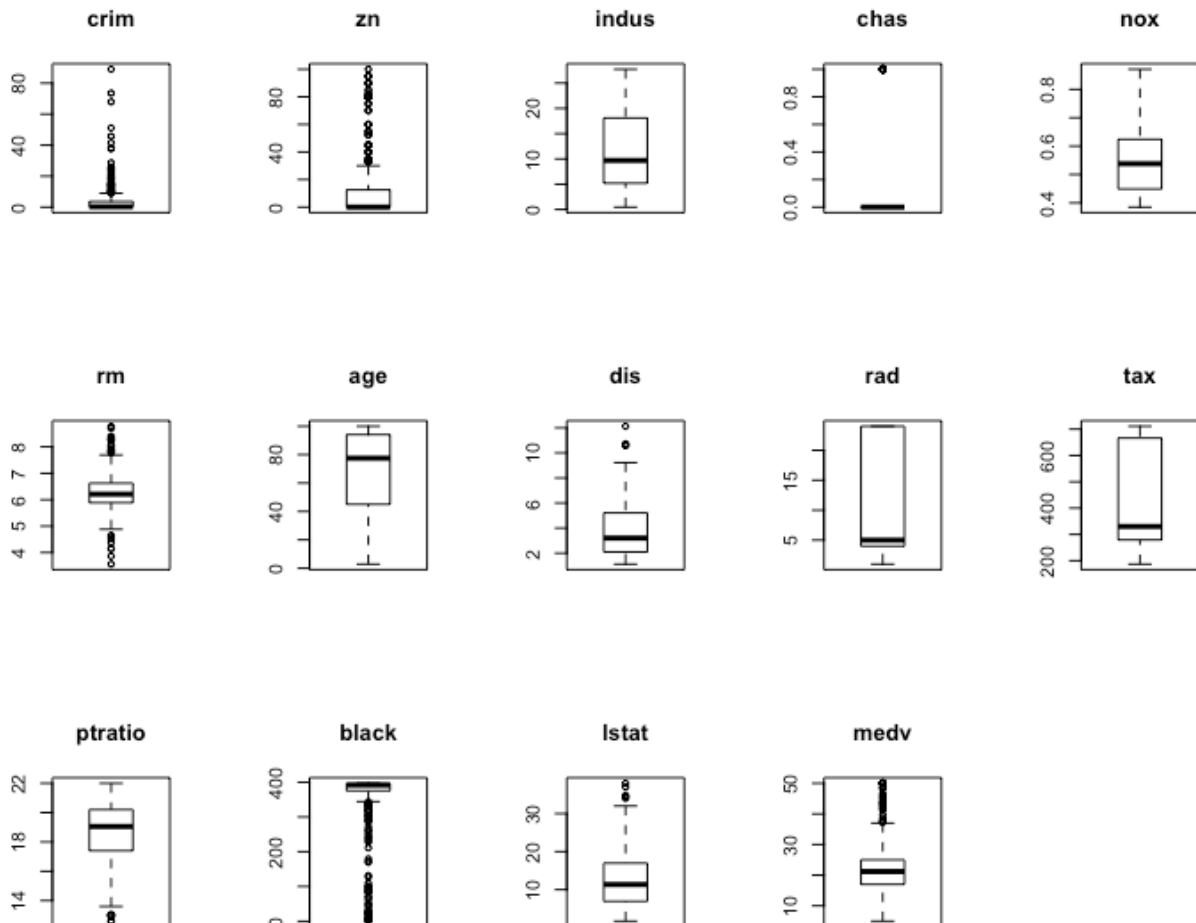 crim zn indus chas nox
0 40 80
0 40 80
0 10 20
0.0 0.4 0.8
0.4 0.6 0.8
rm age dis rad tax
4 5 6 7 8
0 40 80
2 6 10
5 15
200 400 600
ptratio black lstat medv
14 18 22
0 200 400
10 20 30
10 30 50